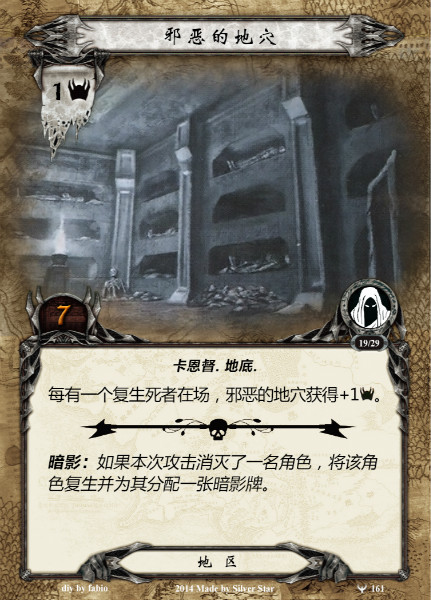 邪恶的地穴
1
7
19/29
卡恩督. 地底.
每有一个复生死者在场，邪恶的地穴获得+1。
暗影：如果本次攻击消灭了一名角色，将该角
色复生并为其分配一张暗影牌。
地区
diy by fabio 2014 Made by Silver Star 161